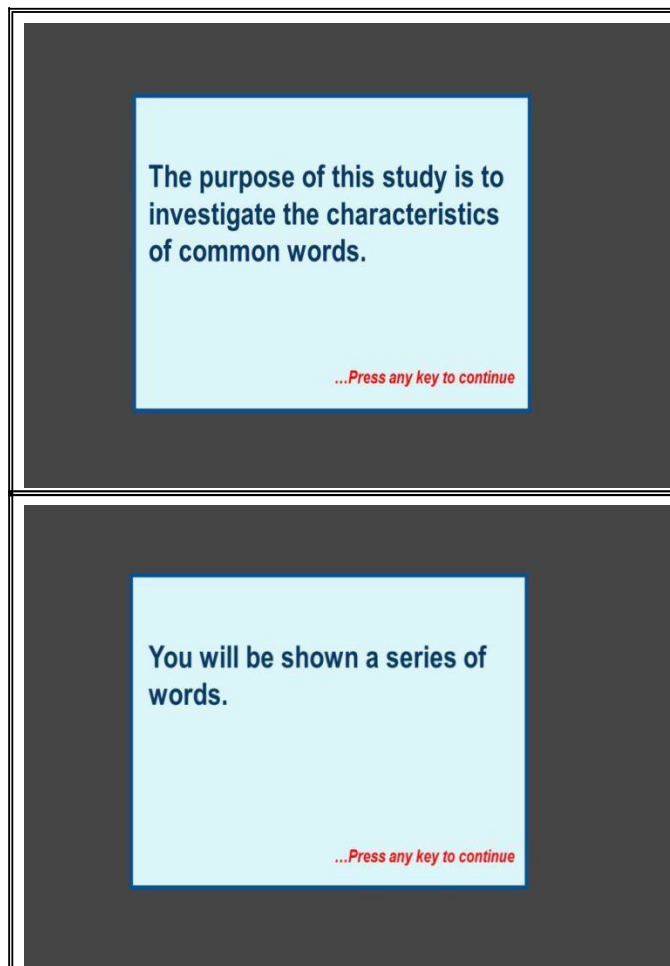 The purpose of this study is to
investigate the characteristics
of common words.
...Press any key to continue
You will be shown a series of
words.
...Press any key to continue